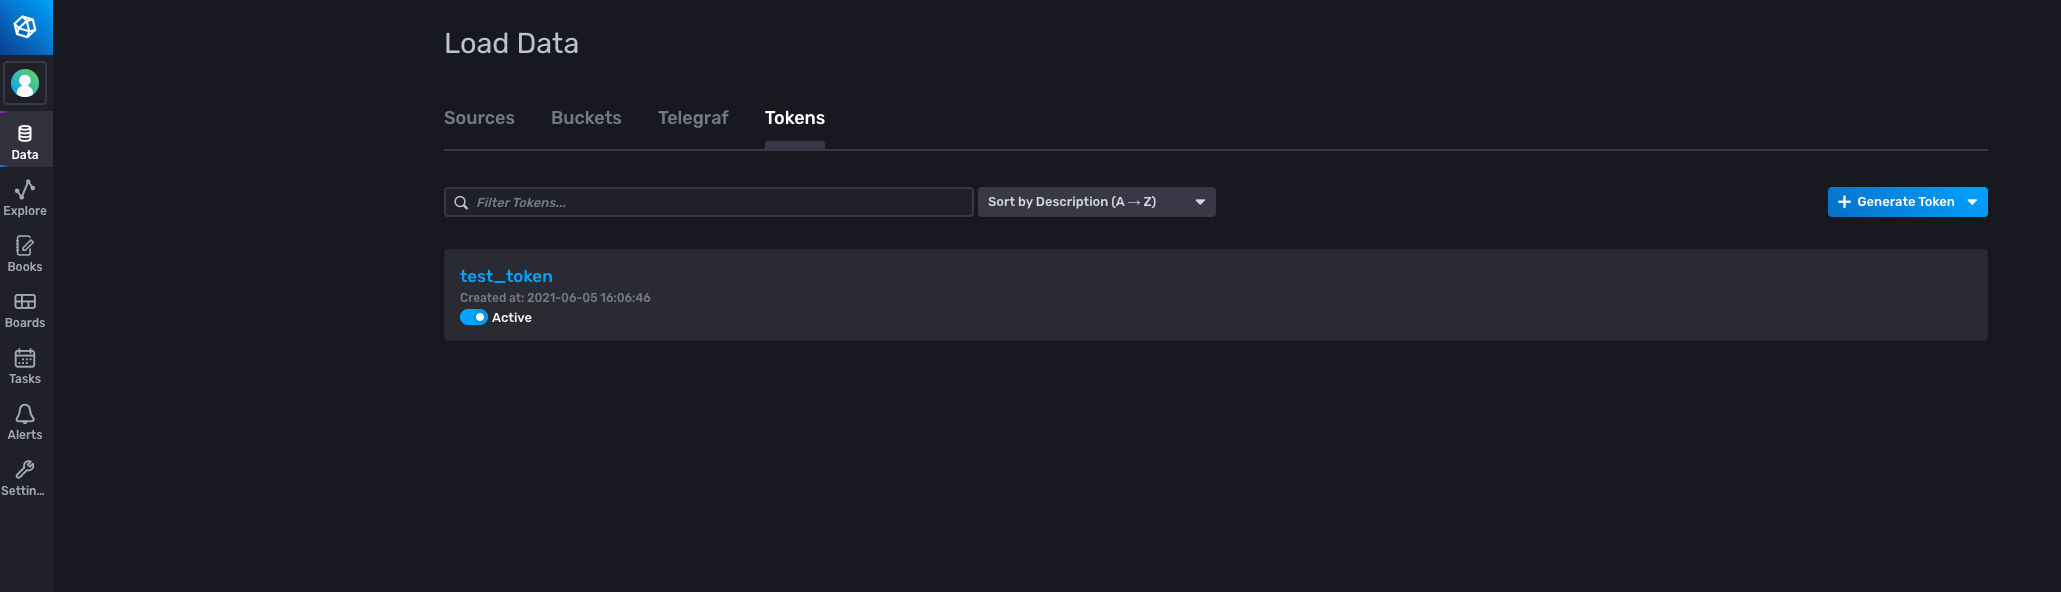 Load Data
Sources Buckets Telegraf Tokens
Filter Tokens... Sort by Description (A → Z) Generate Token
test_token
Created at: 2021-06-05 16:06:46
Active
Data
Explore
Books
Boards
Tasks
Alerts
Settin...